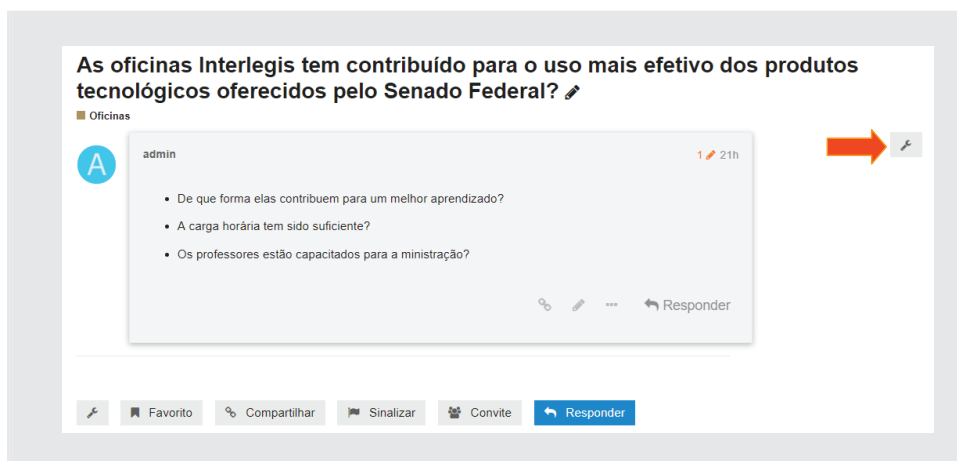 As oficinas Interlegis tem contribuído para o uso mais efetivo dos produtos
tecnológicos oferecidos pelo Senado Federal?
Oficinas
A
admin
1 21h
De que forma elas contribuem para um melhor aprendizado?
A carga horária tem sido suficiente?
Os professores estão capacitados para a ministração?
Responder
Favorito Compartilhar Sinalizar Convite Responder